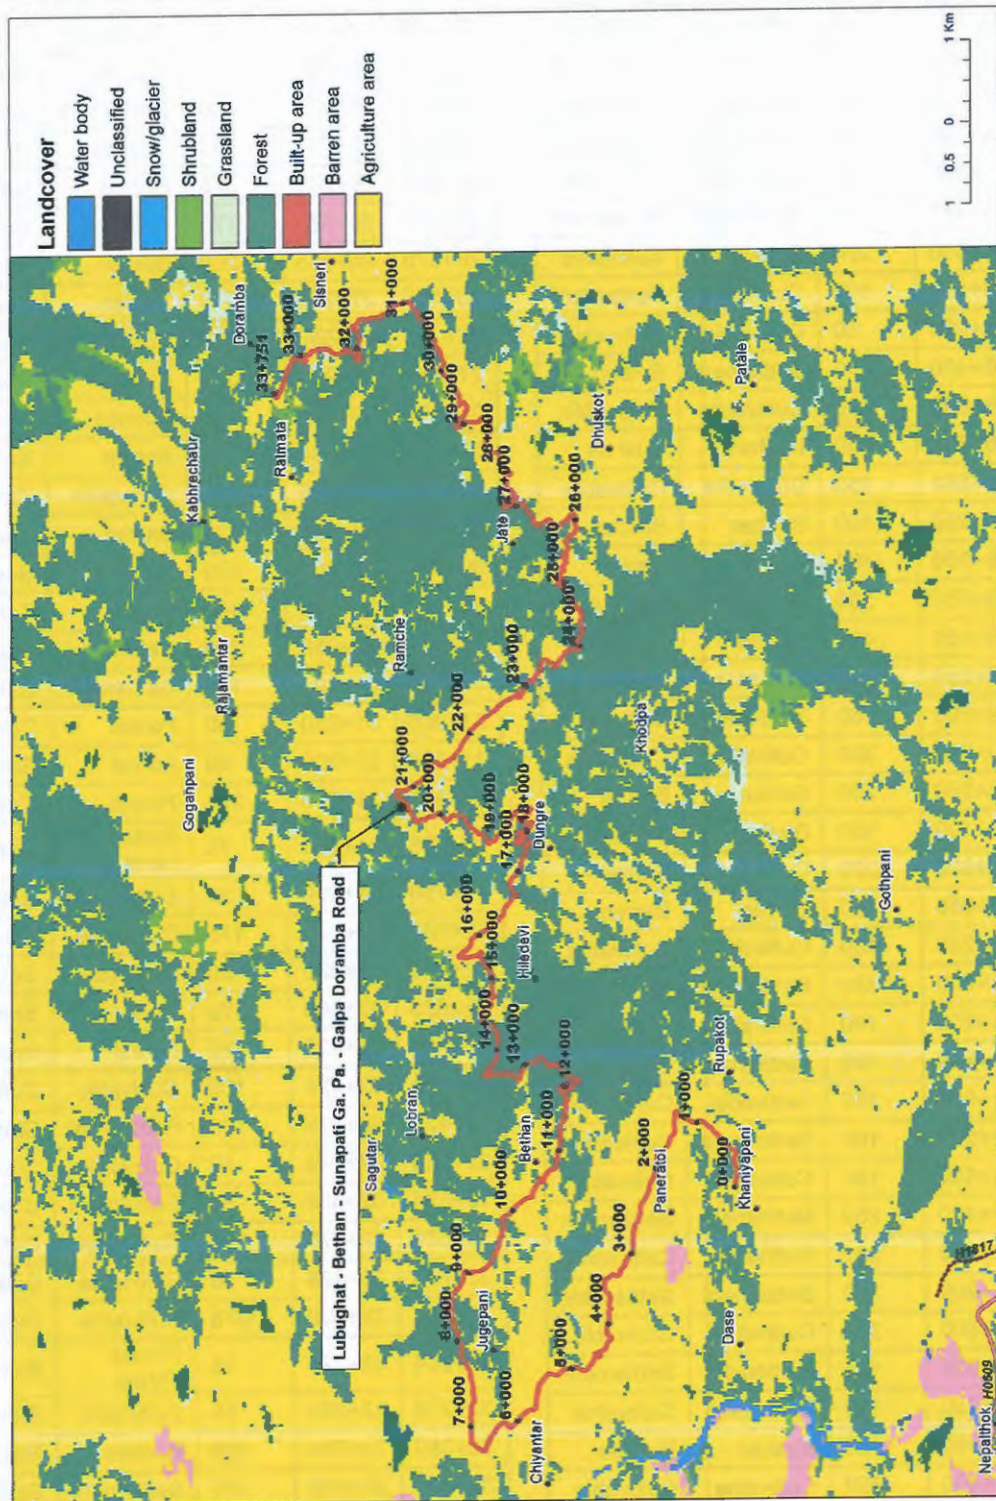 Landcover
Water body
Unclassified
Snow/glacier
Shrubland
Grassland
Forest
Built-up area
Barren area
Agriculture area
1 0.5 0 1 Km
Lubughat - Bethan - Sunapati Ga. Pa. - Galpa Doramba Road
Goganpani
Rajamantar
Kabhrechaur
Ralmata
Doramba
Sisneri
33+751
33+000
32+000
31+000
30+000
29+000
28+000
27+000
26+000
25+000
24+000
23+000
22+000
21+000
20+000
19+000
18+000
17+000
16+000
15+000
14+000
13+000
12+000
11+000
10+000
9+000
8+000
7+000
6+000
5+000
4+000
3+000
2+000
1+000
0+000
Sagutar
Lobran
Ramche
Jate
Dhuskot
Patale
Khodpa
Dungre
Hiledevi
Bethan
Jugepani
Chiyantar
Paneratol
Khaniyapani
Rupakot
Gothpani
Dase
Nepalthok
H0609